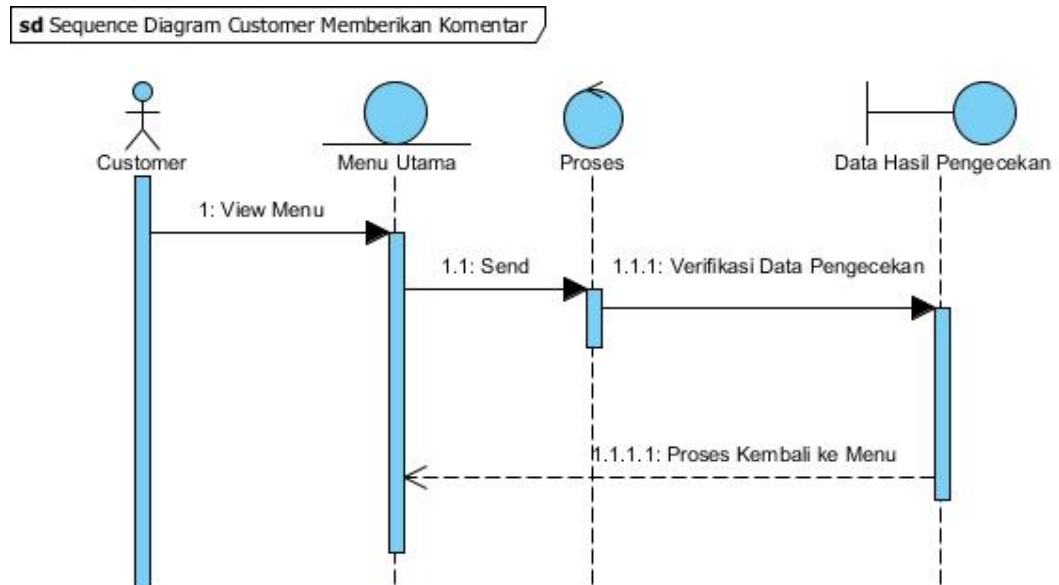 sd Sequence Diagram Customer Memberikan Komentar
Customer
Menu Utama
Proses
Data Hasil Pengecekan
1: View Menu
1.1: Send
1.1.1: Verifikasi Data Pengecekan
1.1.1.1: Proses Kembali ke Menu